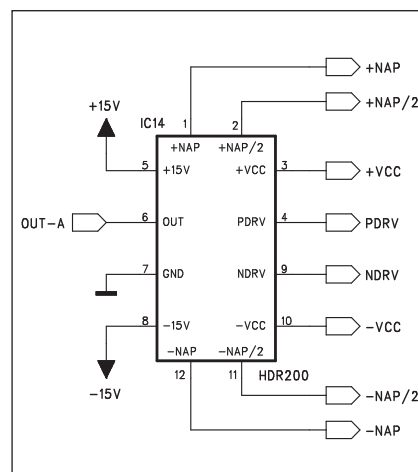 +NAP
+15V IC14 1 2 +NAP/2
+NAP +NAP/2
5 +15V +VCC 3 +VCC
OUT-A 6 OUT PDRV 4 PDRV
7 GND NDRV 9 NDRV
8 -15V -VCC 10 -VCC
-NAP -NAP/2
-15V 12 11 HDR200 -NAP/2
-NAP